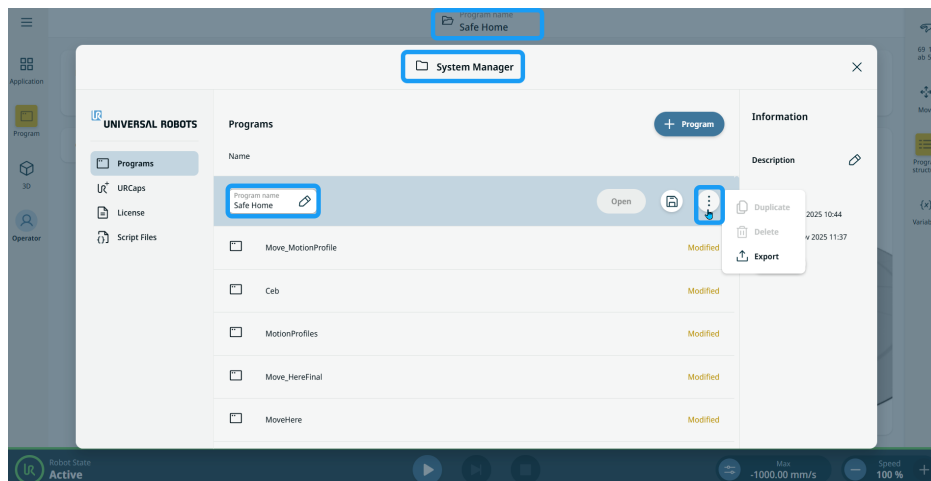 Program name
Safe Home
System Manager
Application
Program
3D
Operator
UNIVERSAL ROBOTS
Programs
URCaps
License
Script Files
Programs
+ Program
Name
Program name
Safe Home
Open
Move_MotionProfile
Modified
Ceb
Modified
MotionProfiles
Modified
Move_HereFinal
Modified
MoveHere
Modified
Information
Description
Duplicate
2025 10:44
Delete
2025 11:37
Export
Robot State
Active
Max
-1000.00 mm/s
Speed
100 %